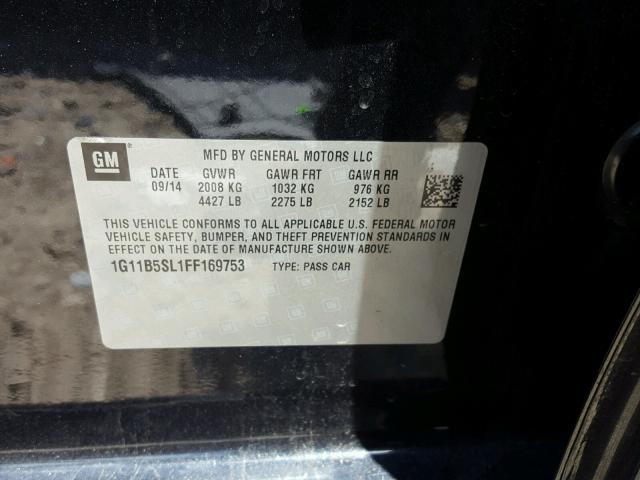 GM
MFD BY GENERAL MOTORS LLC
DATE GVWR GAWR FRT GAWR RR
09/14 2008 KG 1032 KG 976 KG
4427 LB 2275 LB 2152 LB
THIS VEHICLE CONFORMS TO ALL APPLICABLE U.S. FEDERAL MOTOR
VEHICLE SAFETY, BUMPER, AND THEFT PREVENTION STANDARDS IN
EFFECT ON THE DATE OF MANUFACTURE SHOWN ABOVE.
1G11B5SL1FF169753 TYPE: PASS CAR